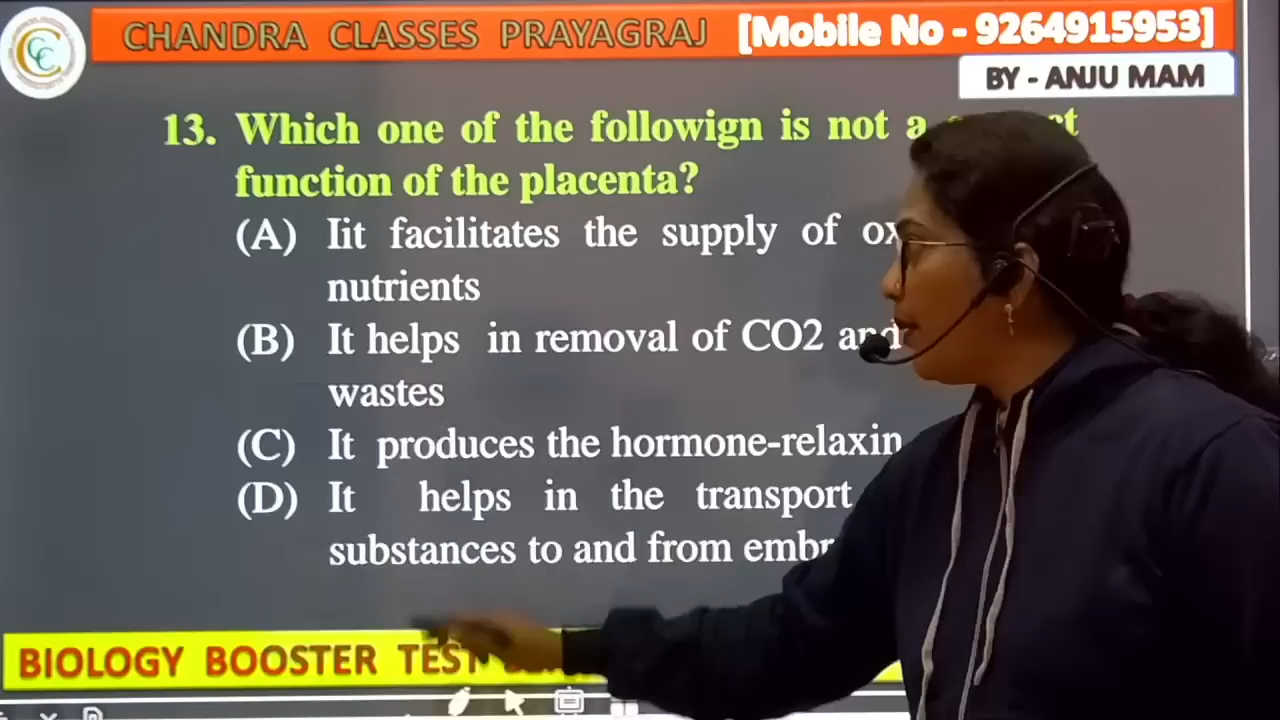 CHANDRA CLASSES PRAYAGRAJ [Mobile No - 9264915953]
BY - ANJU MAM
13. Which one of the followign is not a
function of the placenta?
(A) Iit facilitates the supply of
nutrients
(B) It helps in removal of CO2 and
wastes
(C) It produces the hormone-relaxin
(D) It helps in the transport
substances to and from
BIOLOGY BOOSTER TEST